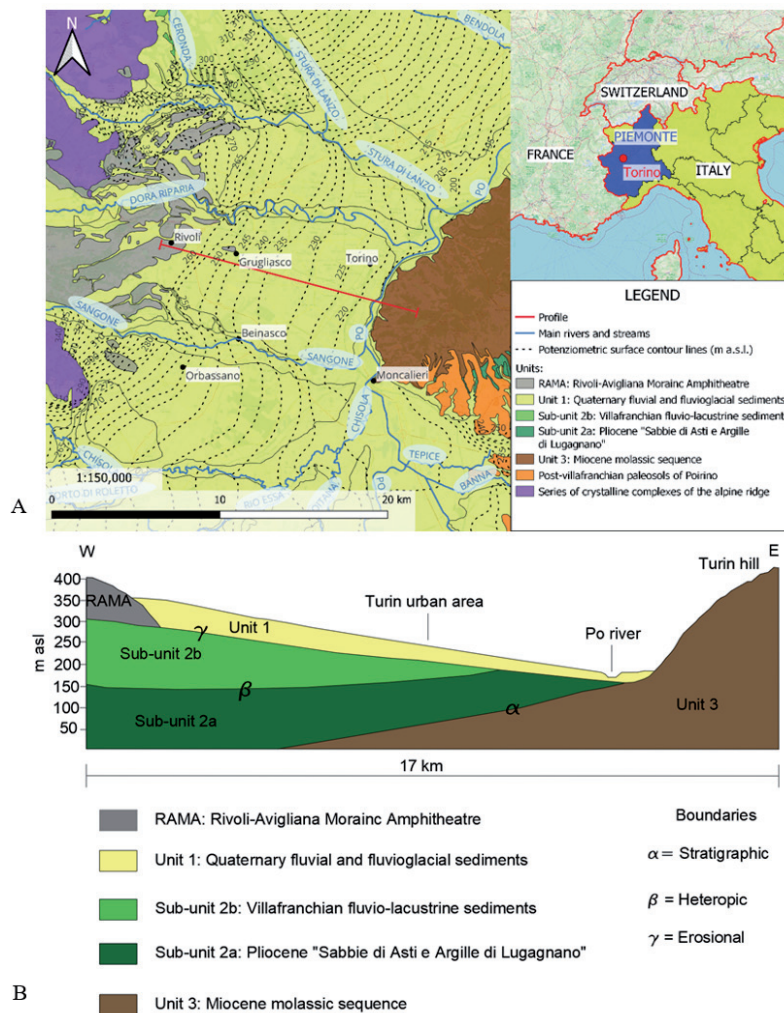 A
N
CERONDA
STURA DI LANZO
BENDOLA
STURA DI LANZO
PO
DORA RIPARIA
Rivoli
Grugliasco
Torino
SANGONE
Beinasco
SANGONE
PO
Orbassano
Moncalieri
CHISOLA
TEPICE
BANNA
RIO ESSA
PO
1:150,000
0 10 20 km
SWITZERLAND
PIEMONTE
FRANCE
Torino
ITALY
LEGEND
Profile
Main rivers and streams
Potenziometric surface contour lines (m a.s.l.)
Units:
RAMA: Rivoli-Avigliana Morainc Amphitheatre
Unit 1: Quaternary fluvial and fluvioglacial sediments
Sub-unit 2b: Villafranchian fluvio-lacustrine sediment
Sub-unit 2a: Pliocene "Sabbie di Asti e Argille
di Lugagnano"
Unit 3: Miocene molassic sequence
Post-villafranchian paleosols of Poirino
Series of crystalline complexes of the alpine ridge
B
W
E
400
350
300
250
200
150
100
50
m asl
RAMA
γ
Unit 1
Turin urban area
Turin hill
Po river
Sub-unit 2b
β
Sub-unit 2a
α
Unit 3
17 km
RAMA: Rivoli-Avigliana Morainc Amphitheatre
Unit 1: Quaternary fluvial and fluvioglacial sediments
Sub-unit 2b: Villafranchian fluvio-lacustrine sediments
Sub-unit 2a: Pliocene "Sabbie di Asti e Argille di Lugagnano"
Unit 3: Miocene molassic sequence
Boundaries
α = Stratigraphic
β = Heteropic
γ = Erosional